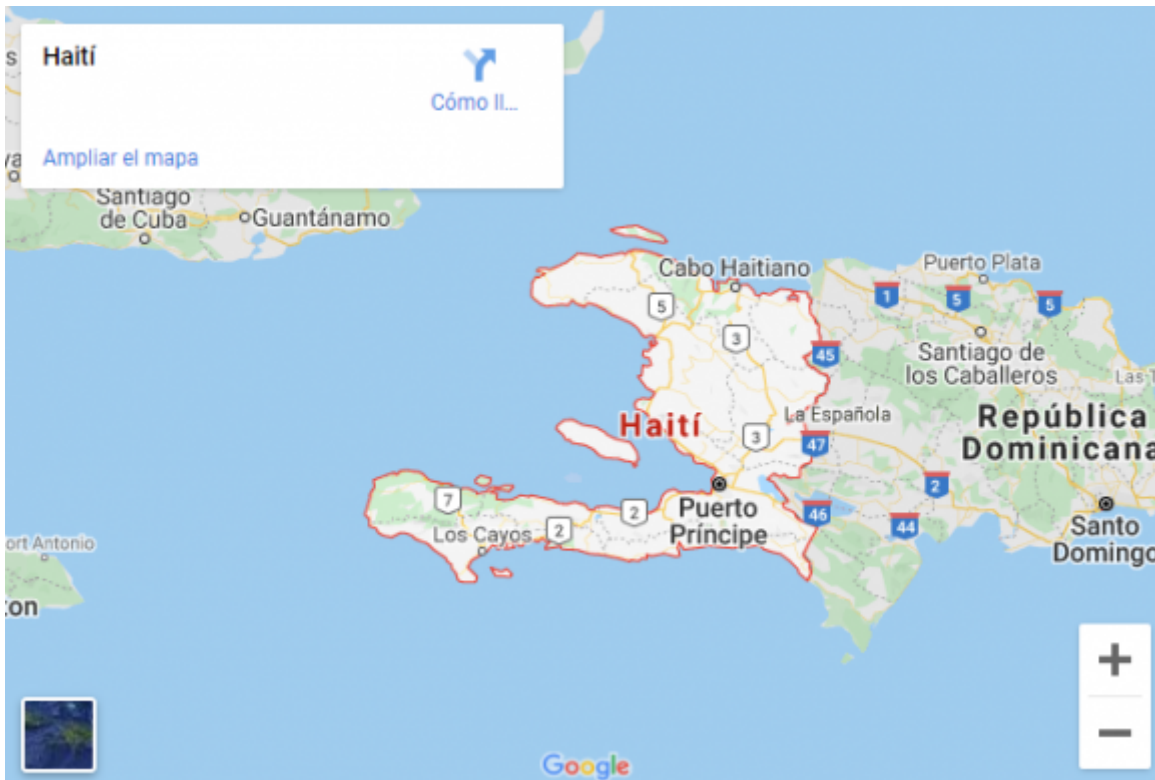 Haití
Cómo ll...
Ampliar el mapa
Santiago
de Cuba
Guantánamo
Cabo Haitiano
Puerto Plata
5
1
5
5
3
45
Santiago de
los Caballeros
La Española
Haití
República
Dominicana
3
47
2
7
2
2
46
44
Puerto
Príncipe
Los Cayos
Santo
Domingo
ort Antonio
ton
Google